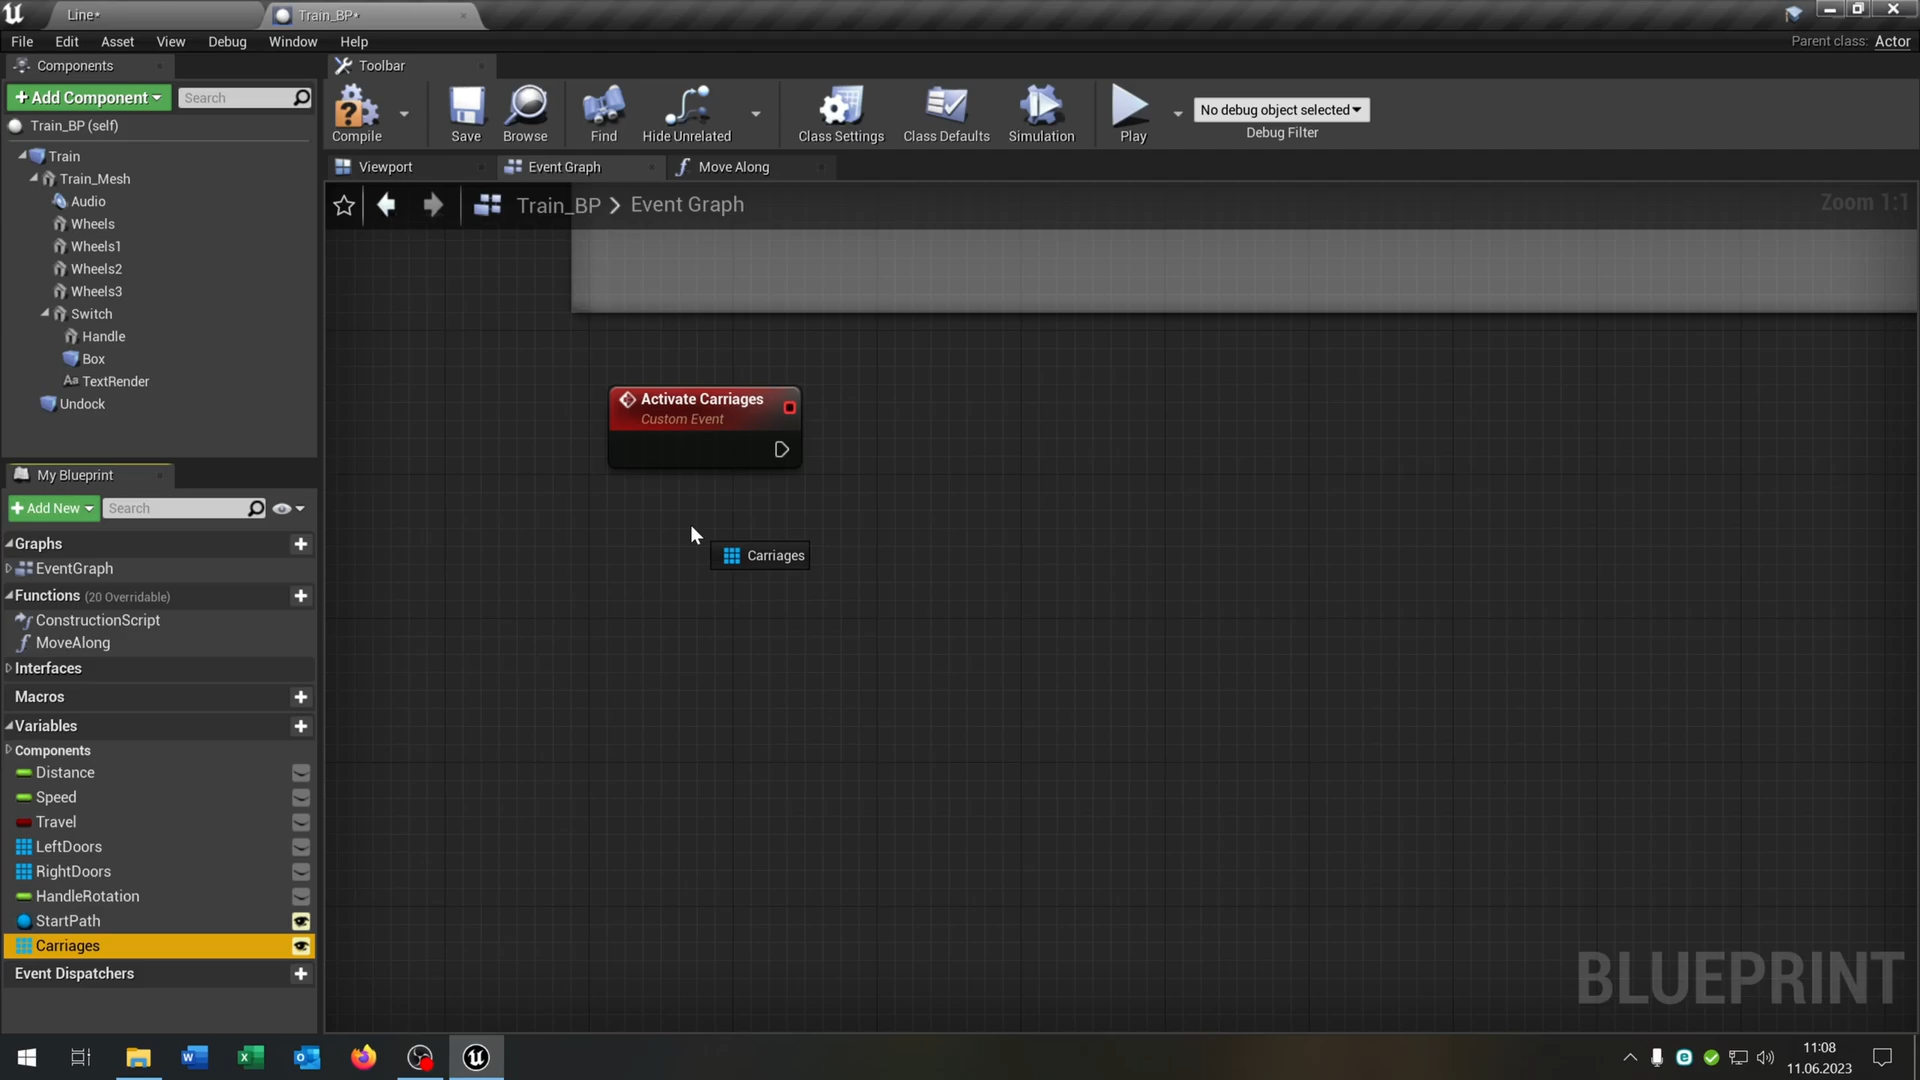 Line*
Train_BP*
File Edit Asset View Debug Window Help
Parent class: Actor
Components
Toolbar
+ Add Component
Search
Train_BP (self)
Compile
Save
Browse
Find
Hide Unrelated
Class Settings
Class Defaults
Simulation
Play
No debug object selected
Debug Filter
Train
Train_Mesh
Audio
Wheels
Wheels1
Wheels2
Wheels3
Switch
Handle
Box
Aa TextRender
Undock
Viewport
Event Graph
Move Along
Train_BP > Event Graph
Zoom 1:1
Activate Carriages
Custom Event
Carriages
My Blueprint
+ Add New
Search
Graphs
EventGraph
Functions (20 Overridable)
ConstructionScript
MoveAlong
Interfaces
Macros
Variables
Components
Distance
Speed
Travel
LeftDoors
RightDoors
HandleRotation
StartPath
Carriages
Event Dispatchers
BLUEPRINT
11:08
11.06.2023